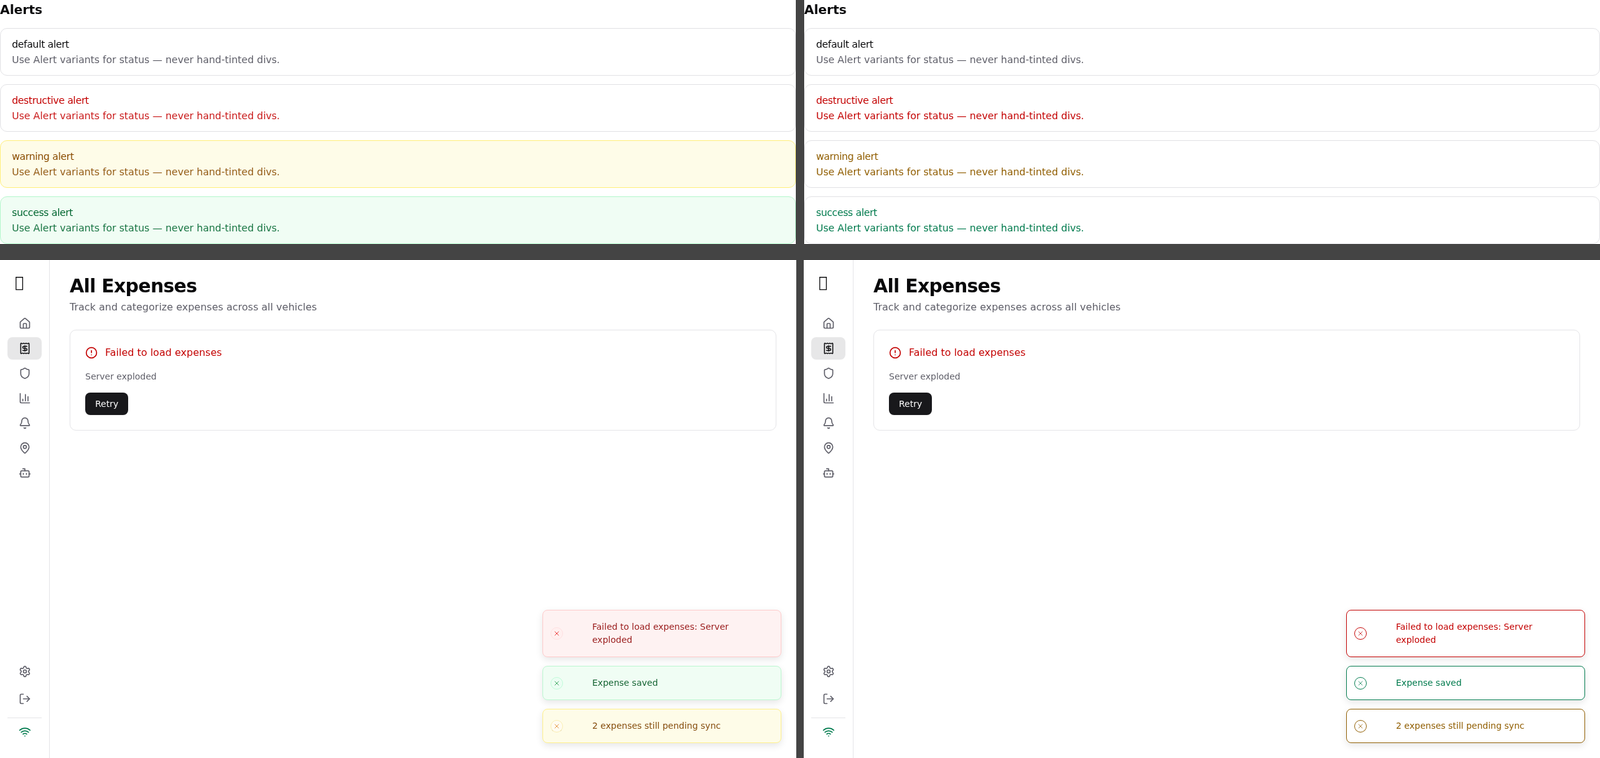 Alerts
default alert
Use Alert variants for status — never hand-tinted divs.
destructive alert
Use Alert variants for status — never hand-tinted divs.
warning alert
Use Alert variants for status — never hand-tinted divs.
success alert
Use Alert variants for status — never hand-tinted divs.
Alerts
default alert
Use Alert variants for status — never hand-tinted divs.
destructive alert
Use Alert variants for status — never hand-tinted divs.
warning alert
Use Alert variants for status — never hand-tinted divs.
success alert
Use Alert variants for status — never hand-tinted divs.
All Expenses
Track and categorize expenses across all vehicles
Failed to load expenses
Server exploded
Retry
Failed to load expenses: Server
exploded
Expense saved
2 expenses still pending sync
All Expenses
Track and categorize expenses across all vehicles
Failed to load expenses
Server exploded
Retry
Failed to load expenses: Server
exploded
Expense saved
2 expenses still pending sync